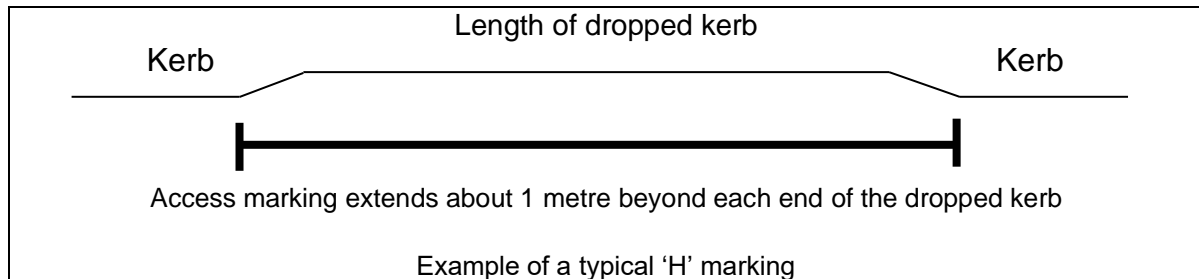 Length of dropped kerb
Kerb Kerb
Access marking extends about 1 metre beyond each end of the dropped kerb
Example of a typical ‘H’ marking